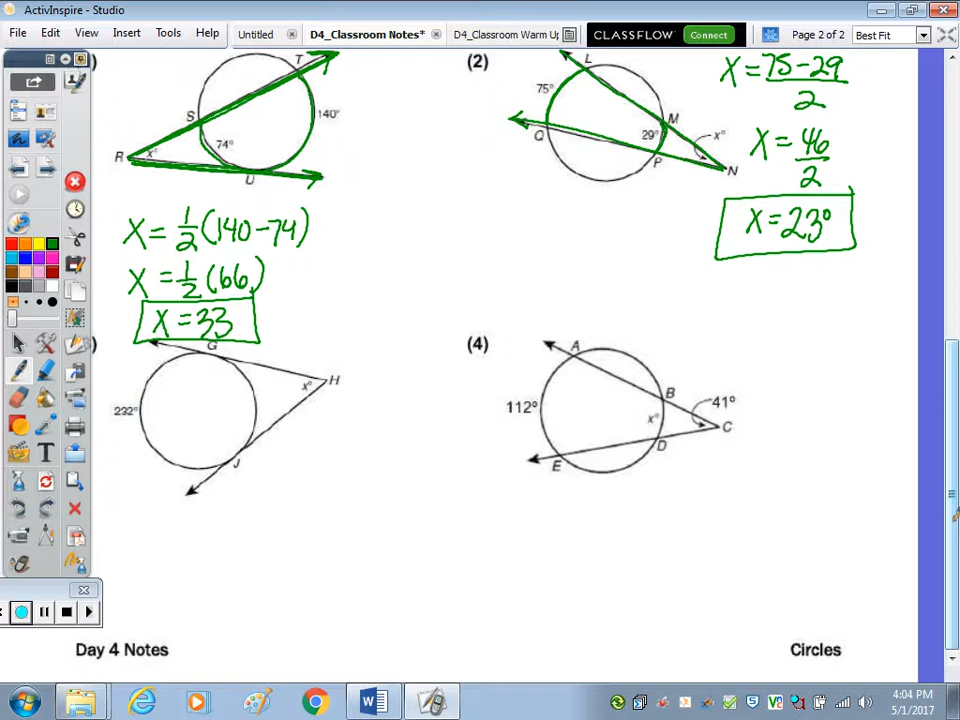 ActivInspire - Studio
File Edit View Insert Tools Help
Untitled
D4_Classroom Notes*
D4_Classroom Warm Up
CLASSFLOW Connect
Page 2 of 2 Best Fit
)
T
S
140°
74°
R
x°
U
X = 1/2 (140 - 74)
X = 1/2 (66)
X = 33
(2)
L
75°
M
Q
29°
x°
P
N
X = 75 - 29 / 2
X = 46 / 2
X = 23°
)
G
H
x°
232°
J
(4)
A
B
41°
112°
x°
C
D
E
Day 4 Notes
Circles
4:04 PM
5/1/2017